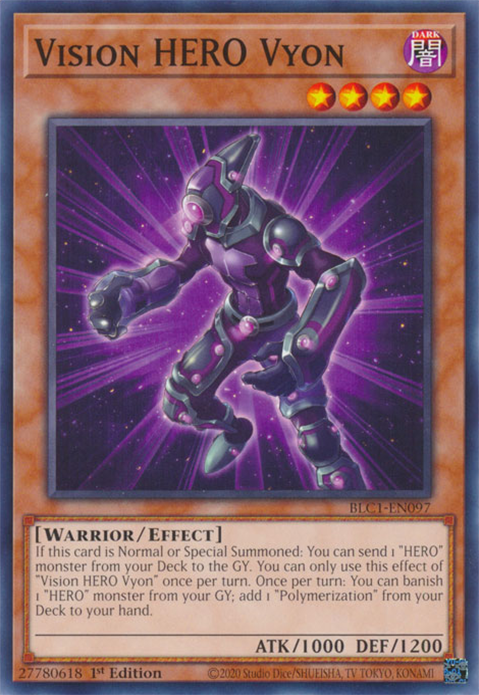 Vision HERO Vyon
DARK
闇
BLC1-EN097
[WARRIOR/EFFECT]
If this card is Normal or Special Summoned: You can send 1 "HERO"
monster from your Deck to the GY. You can only use this effect of
"Vision HERO Vyon" once per turn. Once per turn: You can banish
1 "HERO" monster from your GY; add 1 "Polymerization" from your
Deck to your hand.
ATK/1000 DEF/1200
27780618 1st Edition ©2020 Studio Dice/SHUEISHA, TV TOKYO, KONAMI